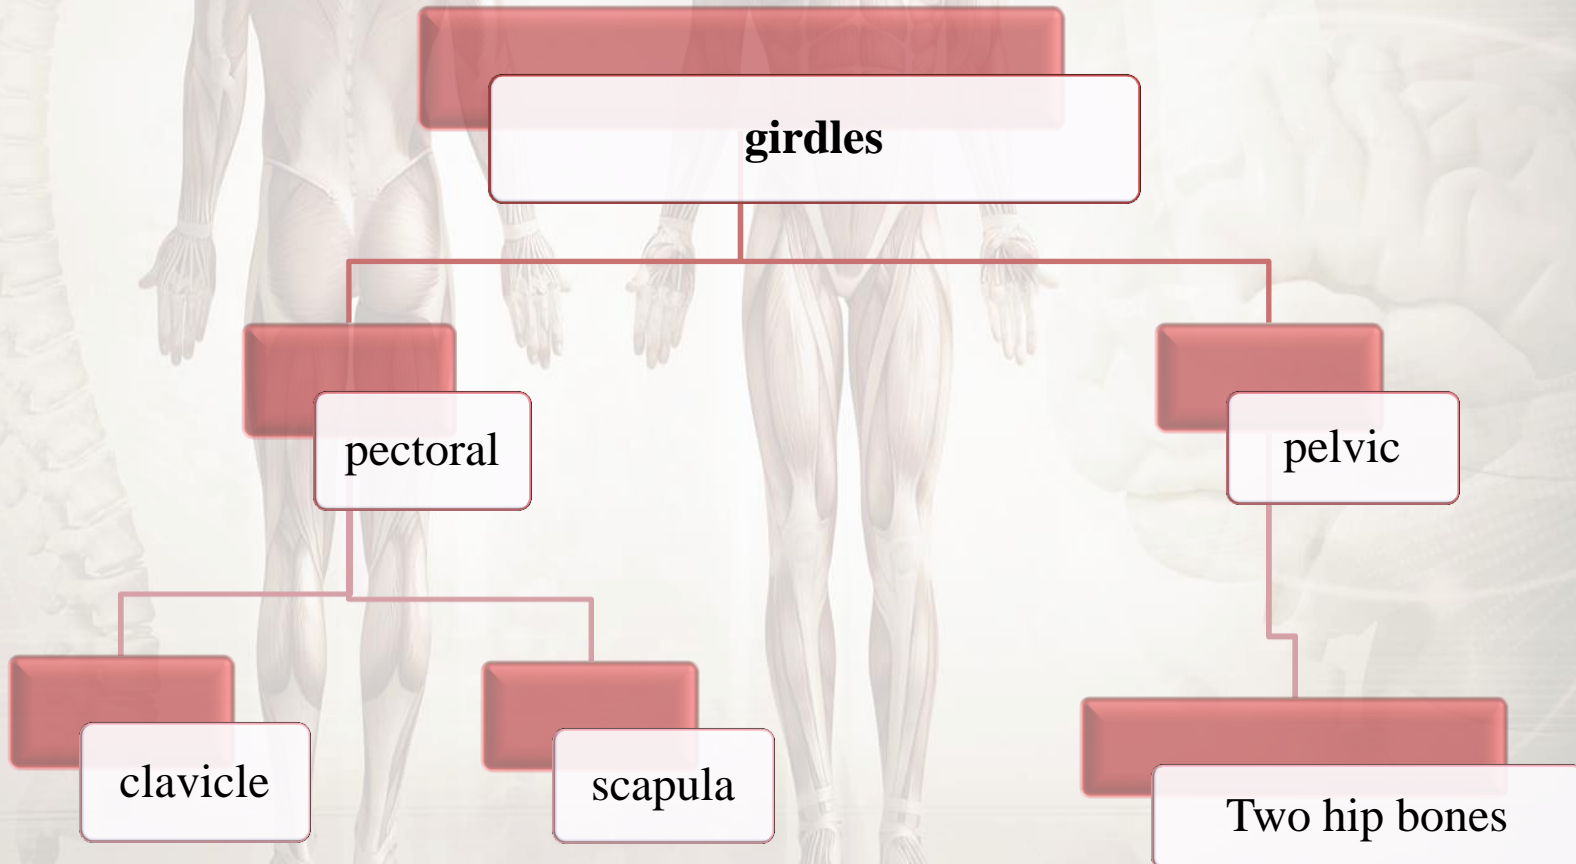 girdles
pectoral
pelvic
clavicle
scapula
Two hip bones